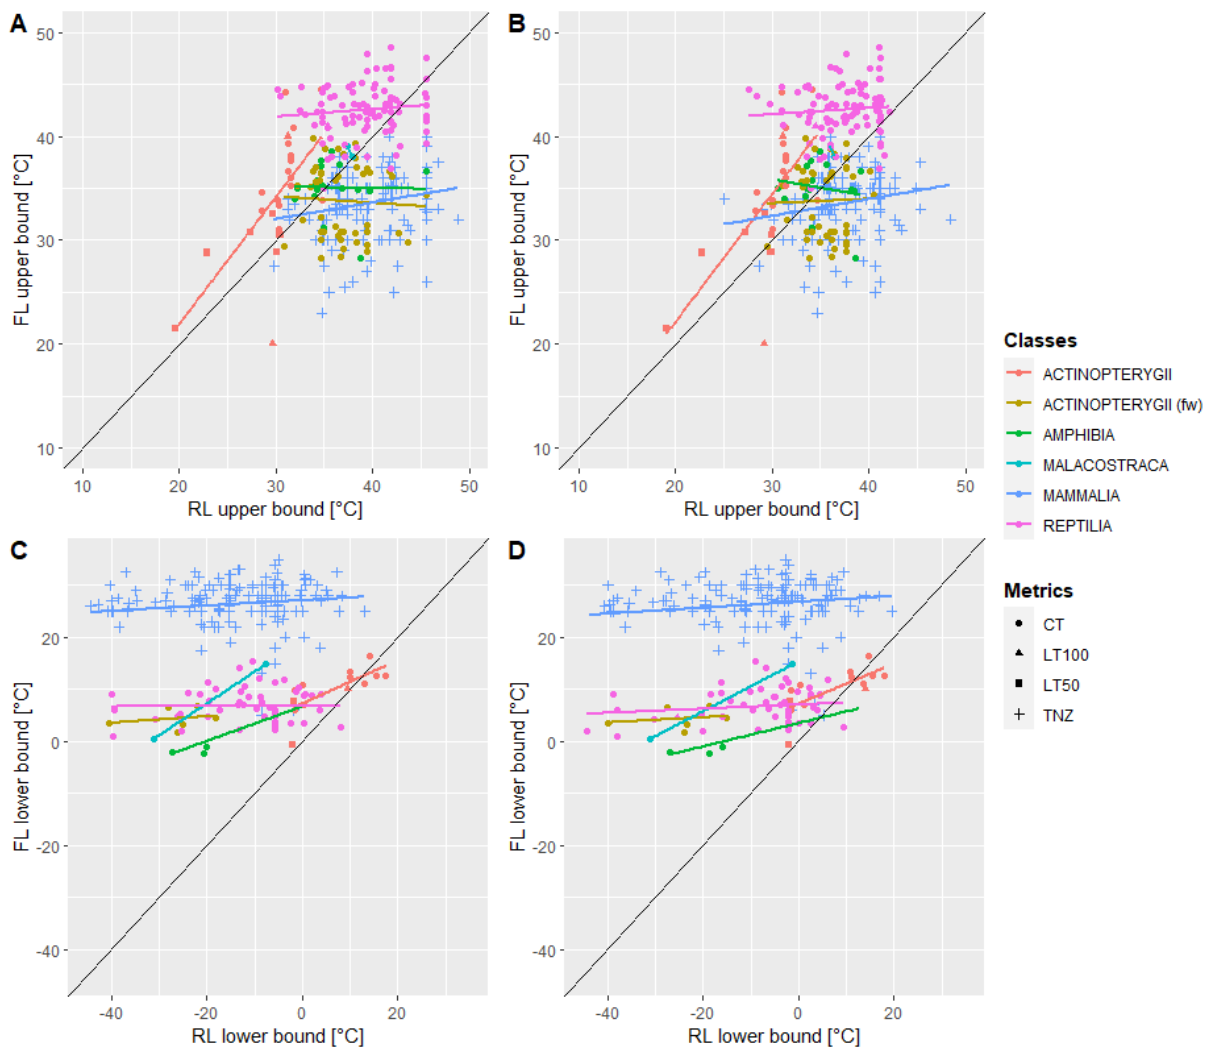 A
B
50
40
30
20
10
FL upper bound [°C]
10
20
30
40
50
RL upper bound [°C]
50
40
30
20
10
FL upper bound [°C]
10
20
30
40
50
RL upper bound [°C]
C
D
20
0
-20
-40
FL lower bound [°C]
-40
-20
0
20
RL lower bound [°C]
20
0
-20
-40
FL lower bound [°C]
-40
-20
0
20
RL lower bound [°C]
Classes
ACTINOPTERYGII
ACTINOPTERYGII (fw)
AMPHIBIA
MALACOSTRACA
MAMMALIA
REPTILIA
Metrics
CT
LT100
LT50
TNZ